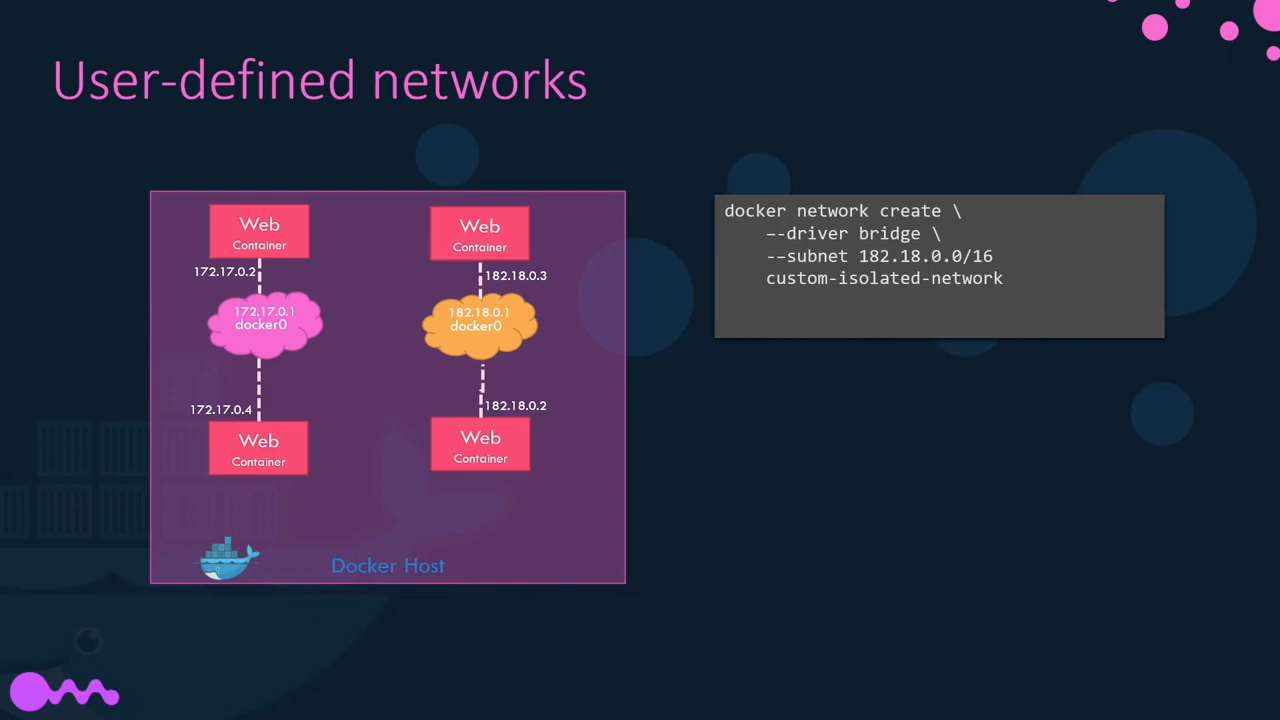 User-defined networks
Web
Container
172.17.0.2
172.17.0.1
docker0
172.17.0.4
Web
Container
Web
Container
182.18.0.3
182.18.0.1
docker0
182.18.0.2
Web
Container
Docker Host
docker network create \
–-driver bridge \
--subnet 182.18.0.0/16
custom-isolated-network